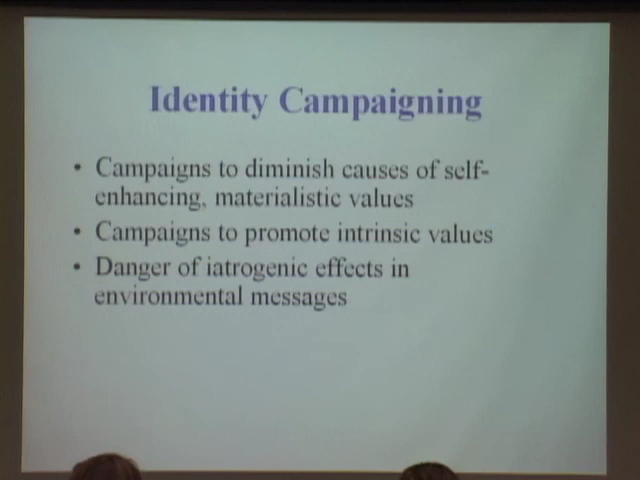 Identity Campaigning
• Campaigns to diminish causes of self-
enhancing, materialistic values
• Campaigns to promote intrinsic values
• Danger of iatrogenic effects in
environmental messages